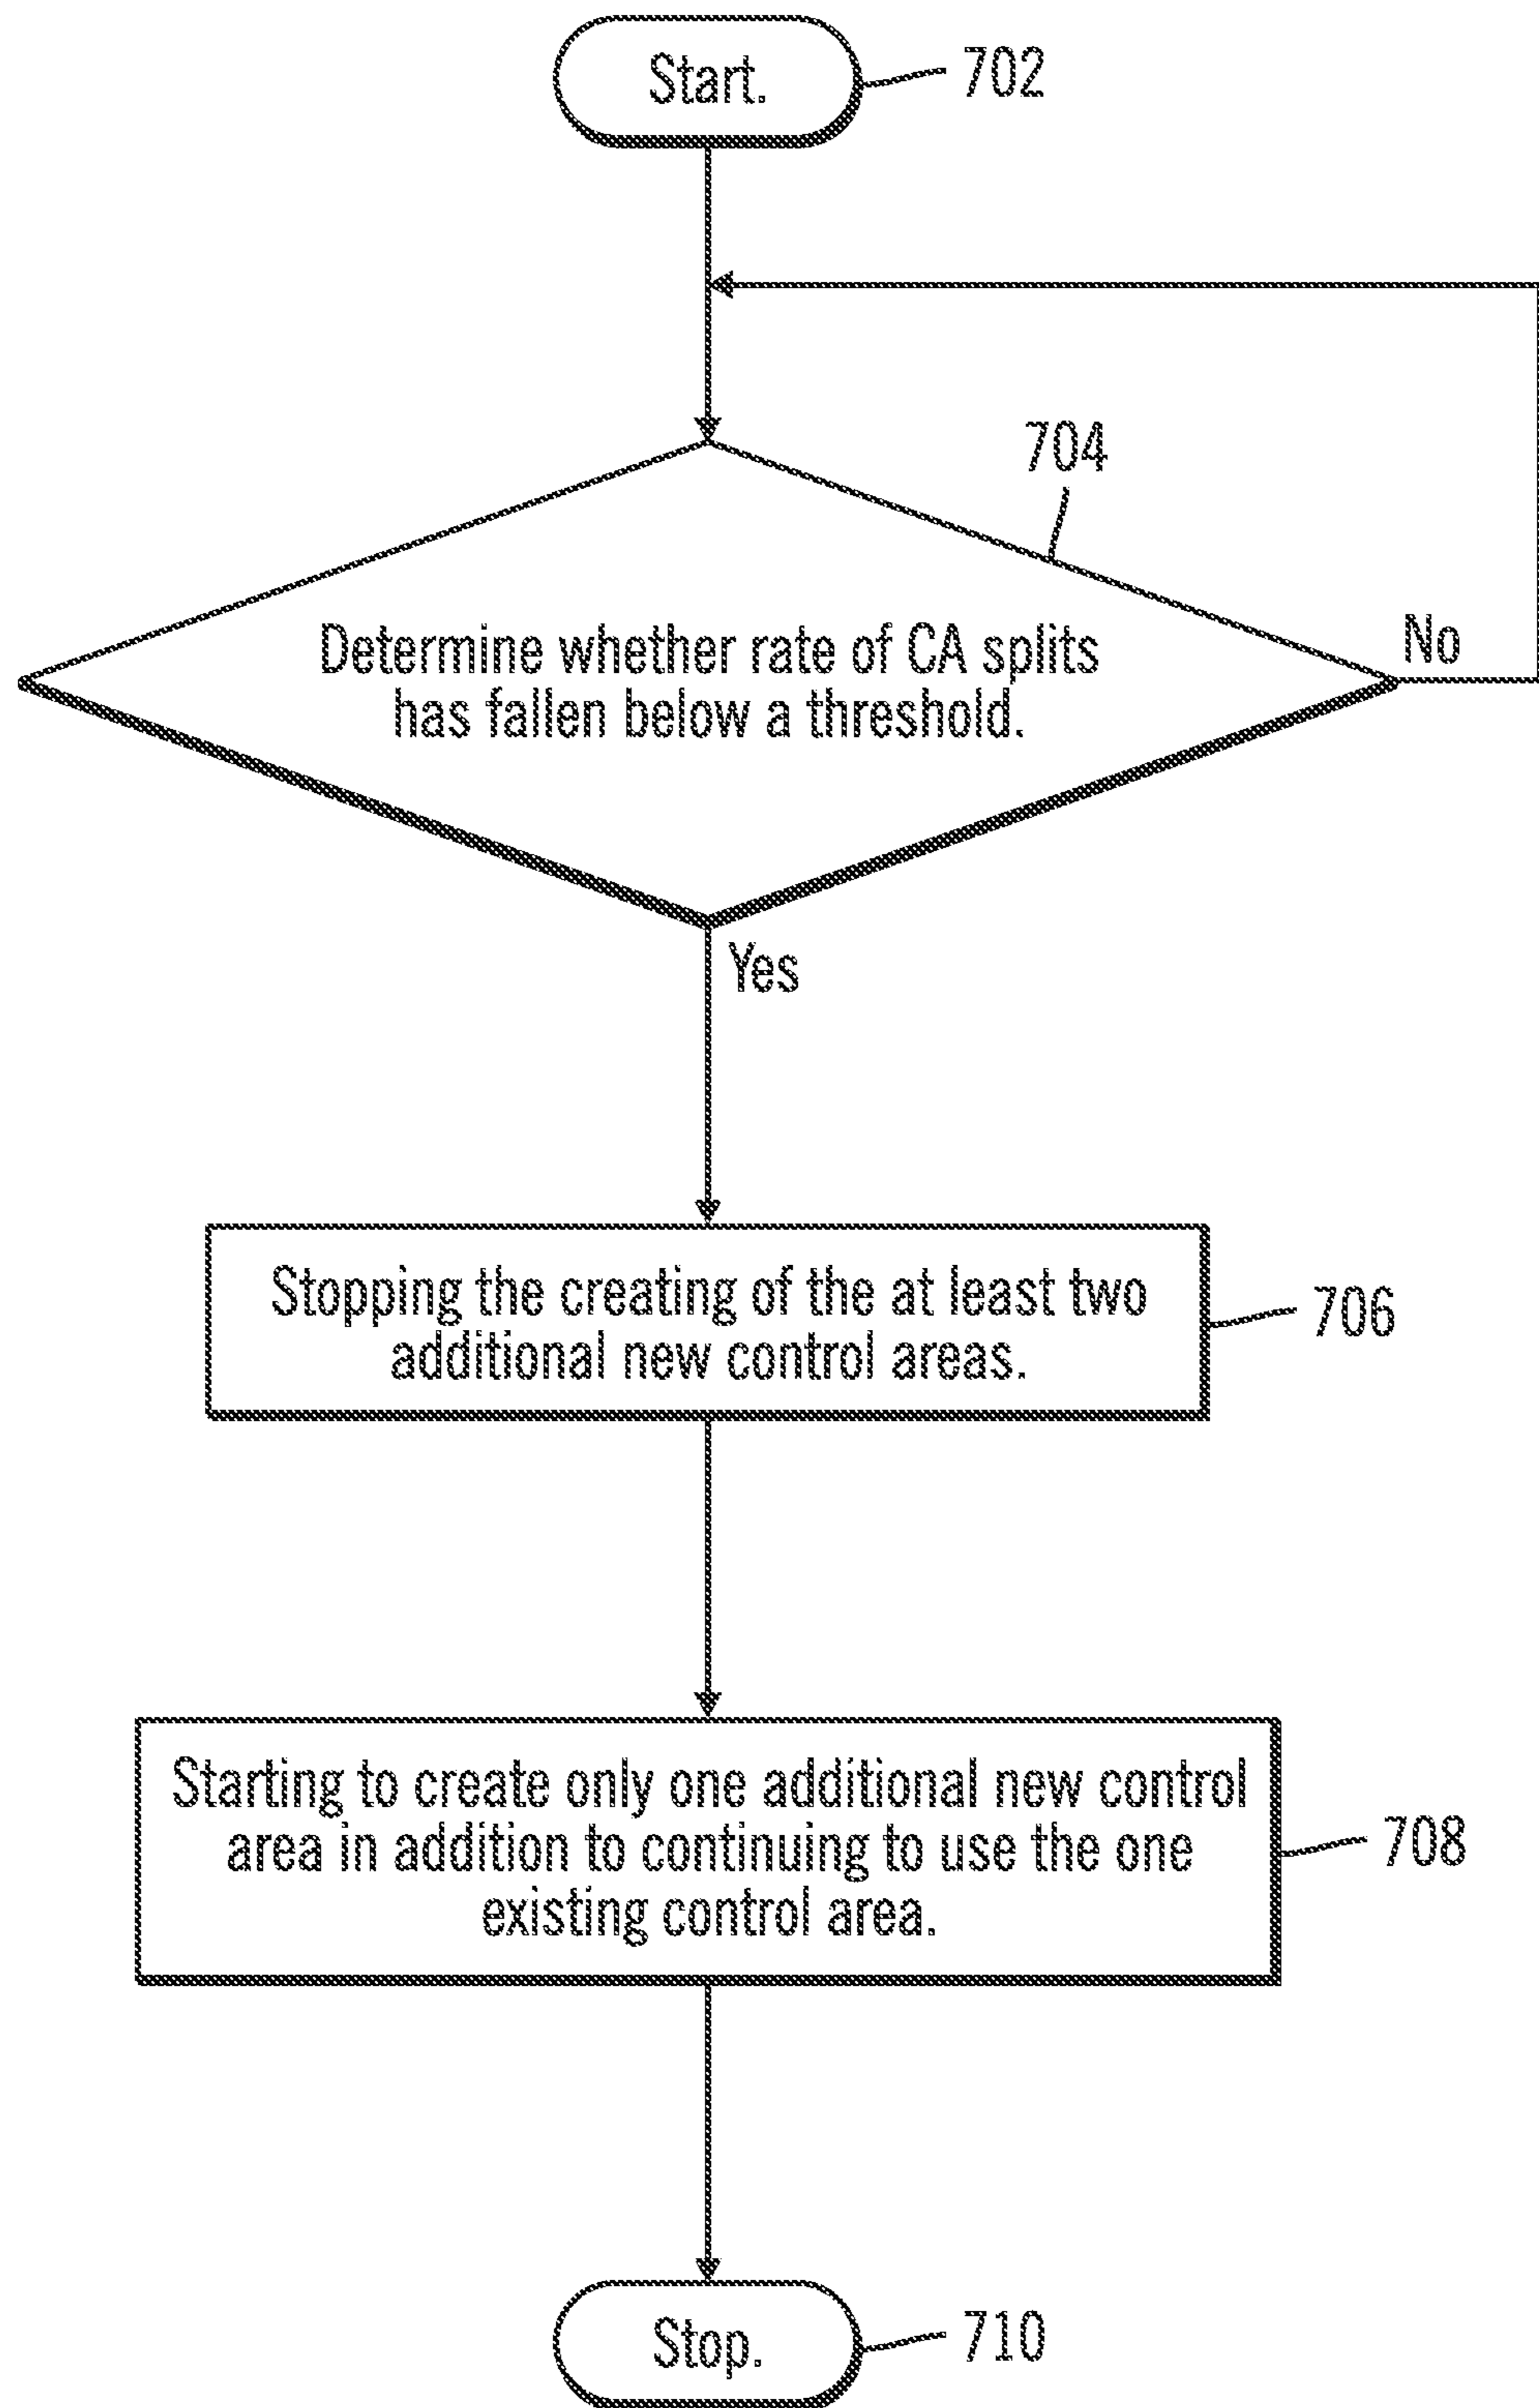 Start.
702
704
Determine whether rate of CA splits
has fallen below a threshold.
No
Yes
Stopping the creating of the at least two
additional new control areas.
706
Starting to create only one additional new control
area in addition to continuing to use the one
existing control area.
708
Stop.
710